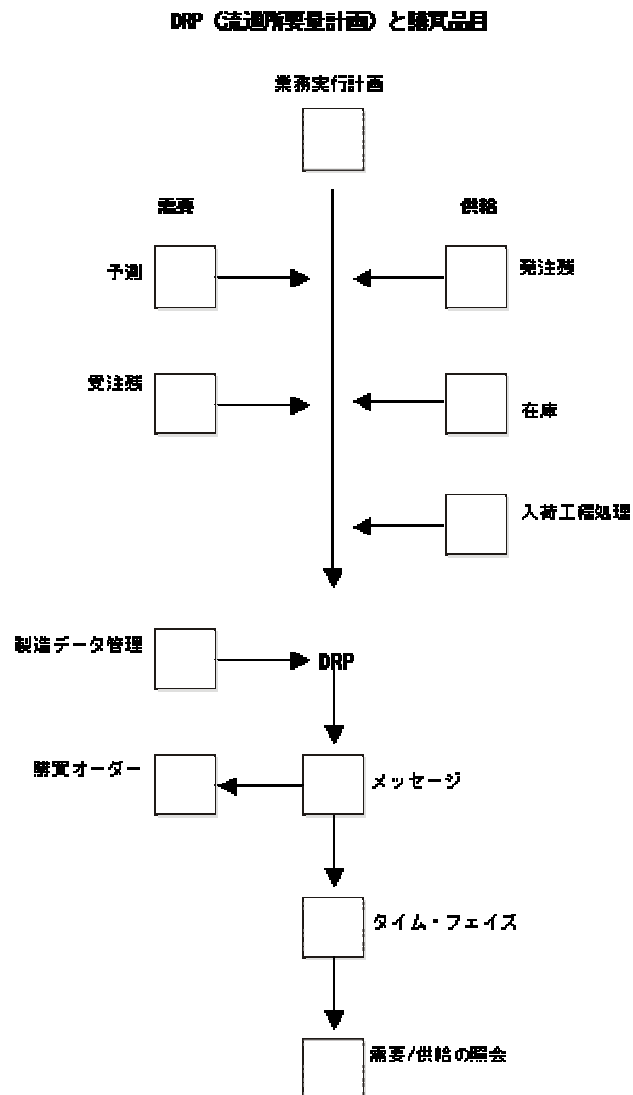 DRP（流通所要量計画）と購買品目
業務実行計画
需要
供給
予測
発注残
受注残
在庫
入荷工程処理
製造データ管理
DRP
購買オーダー
メッセージ
タイム・フェイズ
需要/供給の照会